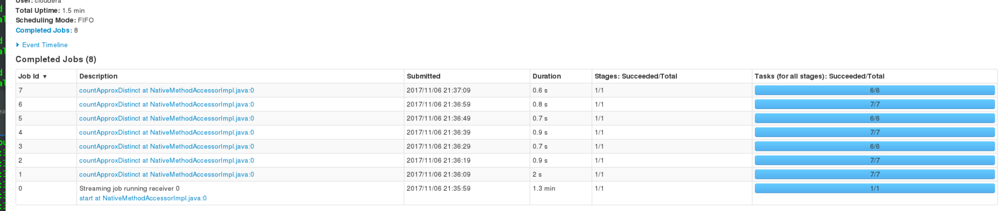 User: cloudera
Total Uptime: 1.5 min
Scheduling Mode: FIFO
Completed Jobs: 8
Event Timeline
Completed Jobs (8)
Job Id ▼ Description Submitted Duration Stages: Succeeded/Total Tasks (for all stages): Succeeded/Total
7 countApproxDistinct at NativeMethodAccessorImpl.java:0 2017/11/06 21:37:09 0.6 s 1/1 6/6
6 countApproxDistinct at NativeMethodAccessorImpl.java:0 2017/11/06 21:36:59 0.8 s 1/1 7/7
5 countApproxDistinct at NativeMethodAccessorImpl.java:0 2017/11/06 21:36:49 0.7 s 1/1 6/6
4 countApproxDistinct at NativeMethodAccessorImpl.java:0 2017/11/06 21:36:39 0.9 s 1/1 7/7
3 countApproxDistinct at NativeMethodAccessorImpl.java:0 2017/11/06 21:36:29 0.7 s 1/1 6/6
2 countApproxDistinct at NativeMethodAccessorImpl.java:0 2017/11/06 21:36:19 0.9 s 1/1 7/7
1 countApproxDistinct at NativeMethodAccessorImpl.java:0 2017/11/06 21:36:09 2 s 1/1 7/7
0 Streaming job running receiver 0 2017/11/06 21:35:59 1.3 min 1/1 1/1
start at NativeMethodAccessorImpl.java:0